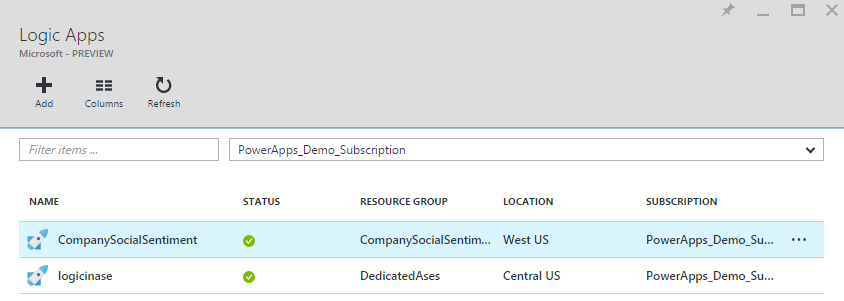 Logic Apps
Microsoft - PREVIEW
Add Columns Refresh
Filter items ... PowerApps_Demo_Subscription
NAME STATUS RESOURCE GROUP LOCATION SUBSCRIPTION
CompanySocialSentiment CompanySocialSentim... West US PowerApps_Demo_Su... ...
logicinase DedicatedAses Central US PowerApps_Demo_Su...